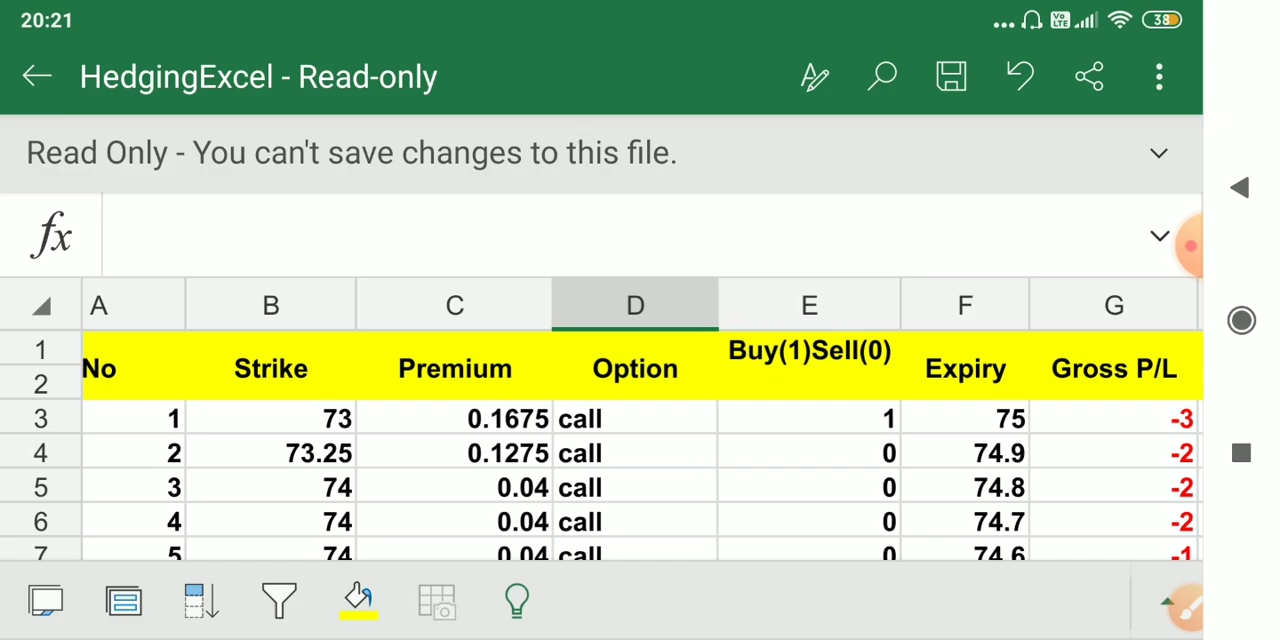 20:21
Vo LTE
38
HedgingExcel - Read-only
Read Only - You can't save changes to this file.
fx
A B C D E F G
1 2 No Strike Premium Option Buy(1)Sell(0) Expiry Gross P/L
3 1 73 0.1675 call 1 75 -3
4 2 73.25 0.1275 call 0 74.9 -2
5 3 74 0.04 call 0 74.8 -2
6 4 74 0.04 call 0 74.7 -2
7 5 74 0.04 call 0 74.6 -1